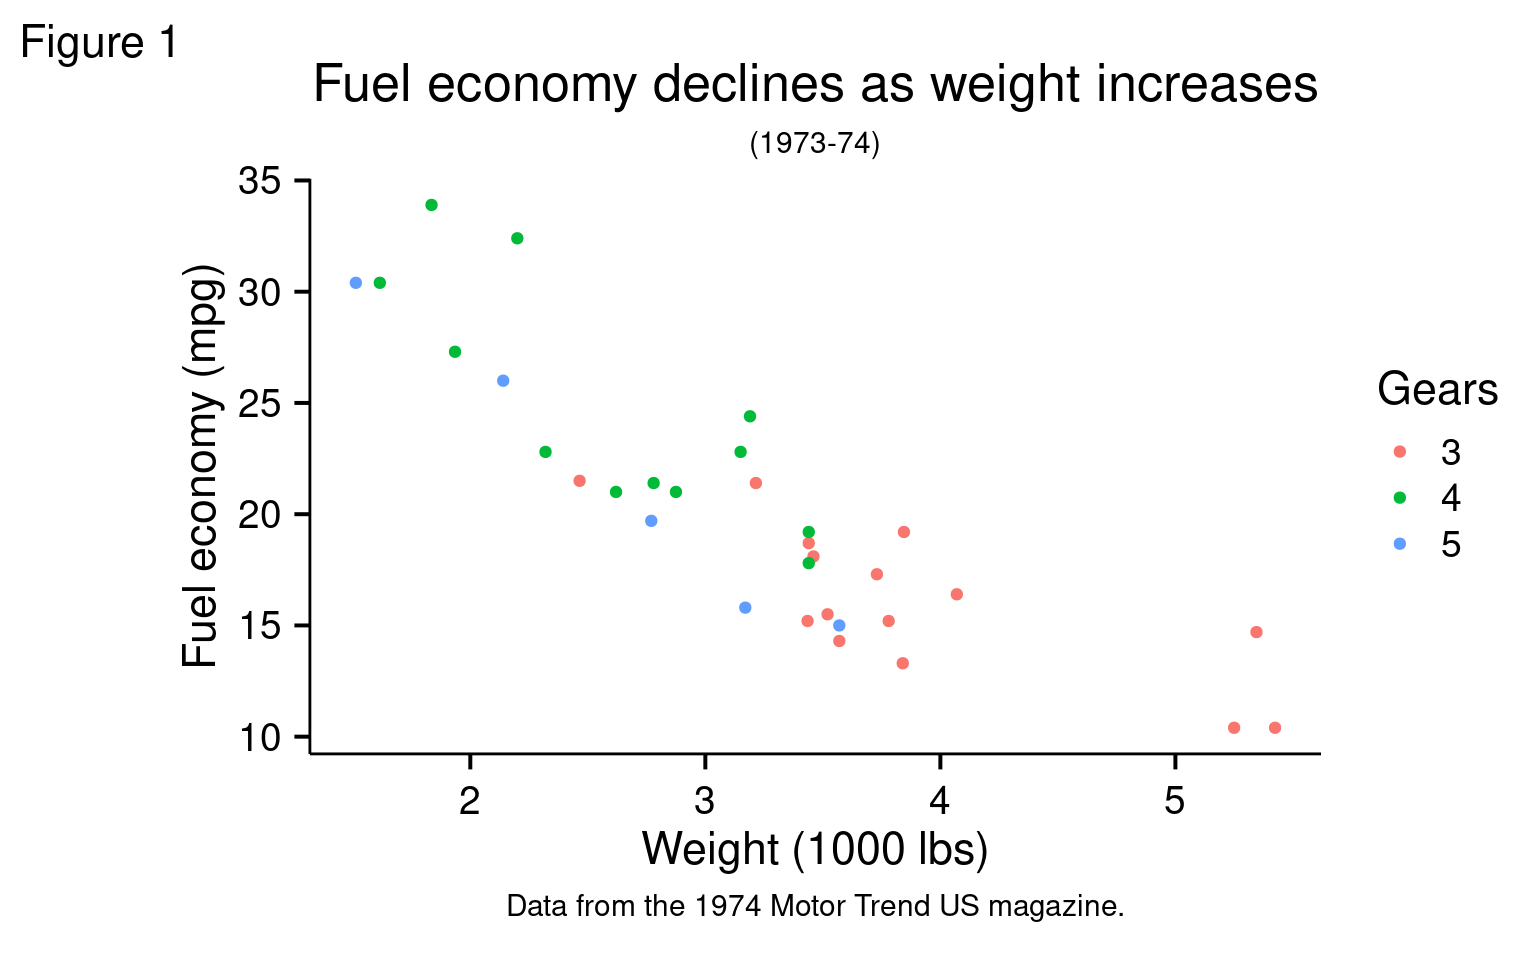 Figure 1
Fuel economy declines as weight increases
(1973-74)
Fuel economy (mpg)
35
30
25
20
15
10
2 3 4 5
Weight (1000 lbs)
Data from the 1974 Motor Trend US magazine.
Gears
3
4
5